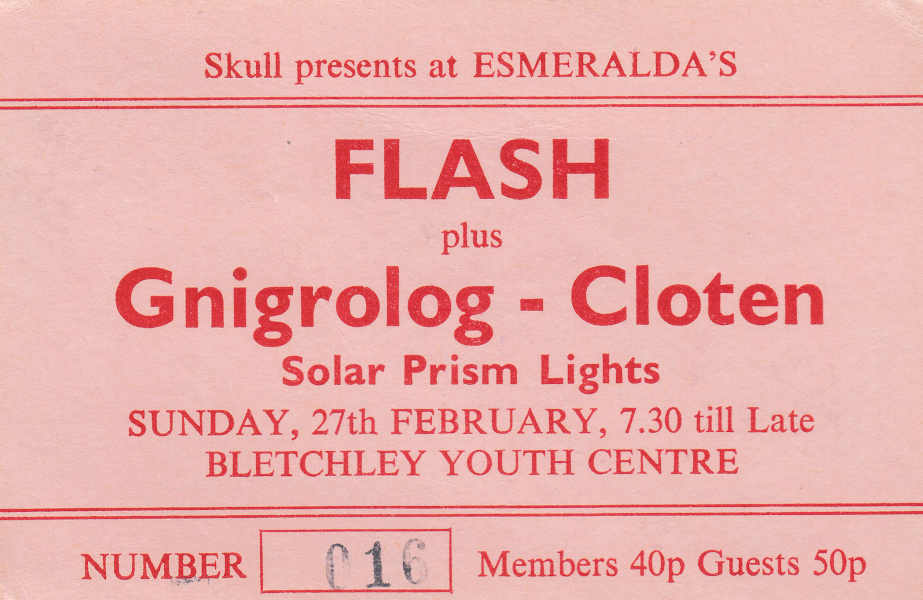 Skull presents at ESMERALDA'S
FLASH
plus
Gnigrolog - Cloten
Solar Prism Lights
SUNDAY, 27th FEBRUARY, 7.30 till Late
BLETCHLEY YOUTH CENTRE
NUMBER 016 Members 40p Guests 50p